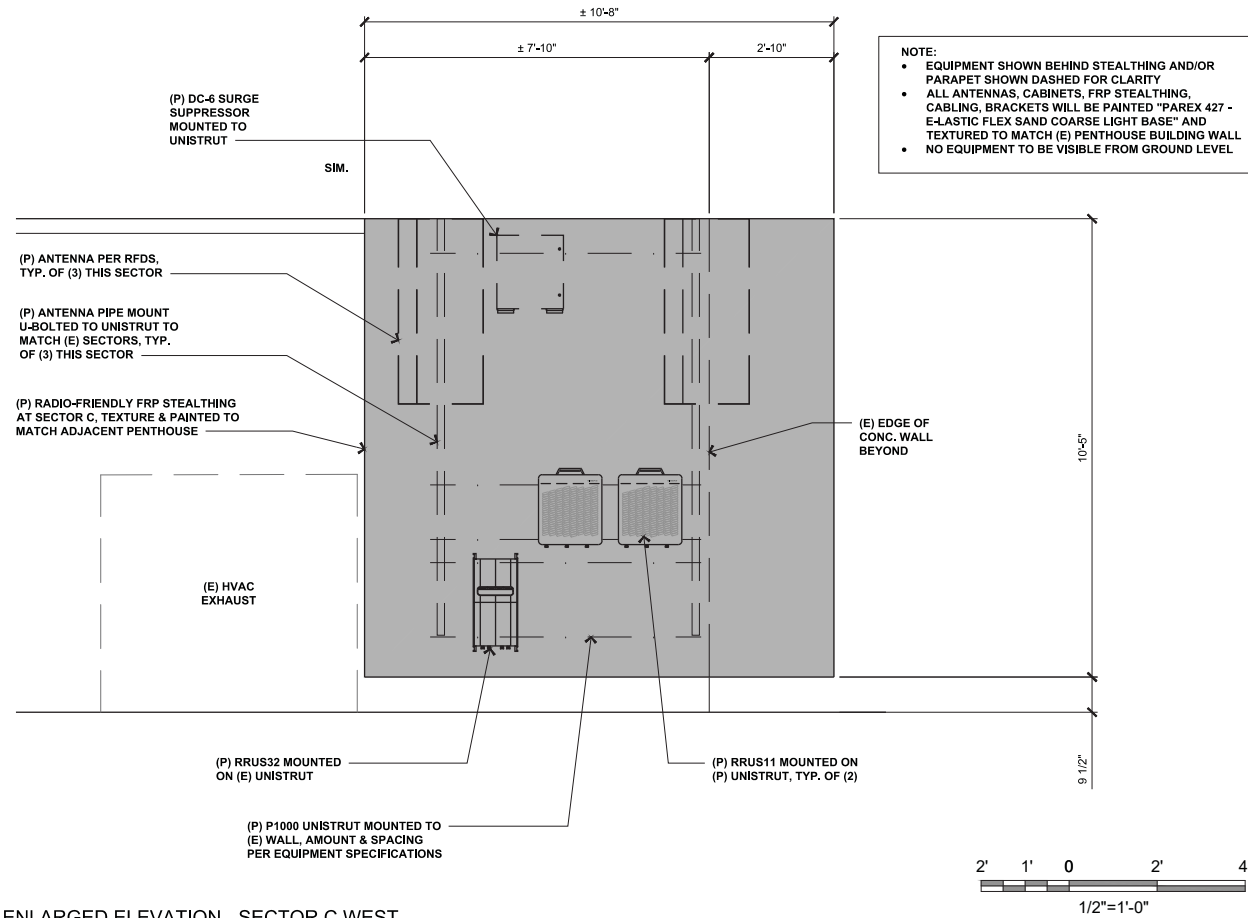 ± 10'-8"
± 7'-10"
2'-10"
NOTE:
• EQUIPMENT SHOWN BEHIND STEALTHING AND/OR
PARAPET SHOWN DASHED FOR CLARITY
• ALL ANTENNAS, CABINETS, FRP STEALTHING,
CABLING, BRACKETS WILL BE PAINTED "PAREX 427 -
E-LASTIC FLEX SAND COARSE LIGHT BASE" AND
TEXTURED TO MATCH (E) PENTHOUSE BUILDING WALL
• NO EQUIPMENT TO BE VISIBLE FROM GROUND LEVEL
(P) DC-6 SURGE
SUPPRESSOR
MOUNTED TO
UNISTRUT
SIM.
(P) ANTENNA PER RFDS,
TYP. OF (3) THIS SECTOR
(P) ANTENNA PIPE MOUNT
U-BOLTED TO UNISTRUT TO
MATCH (E) SECTORS, TYP.
OF (3) THIS SECTOR
(P) RADIO-FRIENDLY FRP STEALTHING
AT SECTOR C, TEXTURE & PAINTED TO
MATCH ADJACENT PENTHOUSE
(E) EDGE OF
CONC. WALL
BEYOND
10'-5"
(E) HVAC
EXHAUST
9 1/2"
(P) RRUS32 MOUNTED
ON (E) UNISTRUT
(P) RRUS11 MOUNTED ON
(P) UNISTRUT, TYP. OF (2)
(P) P1000 UNISTRUT MOUNTED TO
(E) WALL, AMOUNT & SPACING
PER EQUIPMENT SPECIFICATIONS
2' 1' 0 2' 4
1/2"=1'-0"
ENLARGED ELEVATION - SECTOR C WEST